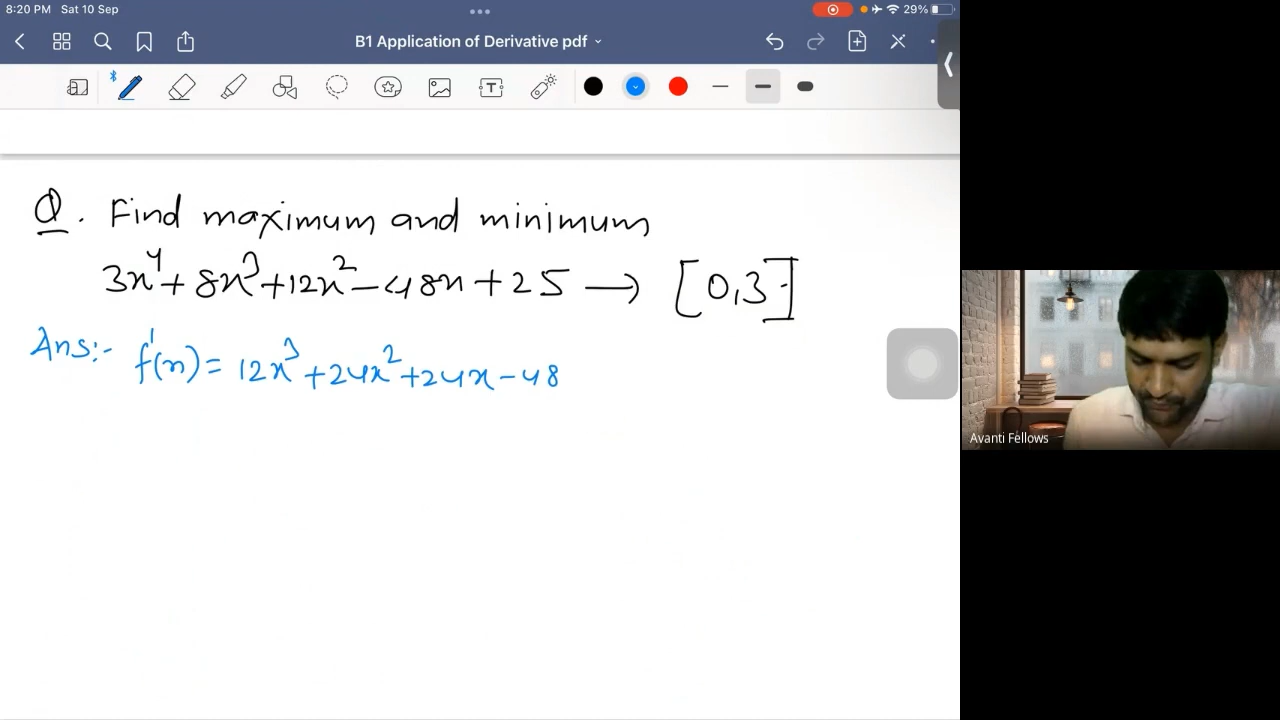 8:20 PM Sat 10 Sep
29%
B1 Application of Derivative pdf
T
Q. Find maximum and minimum
3x⁴ + 8x³ + 12x² - 48x + 25 → [0,3]
Ans:- f'(x) = 12x³ + 24x² + 24x - 48
Avanti Fellows